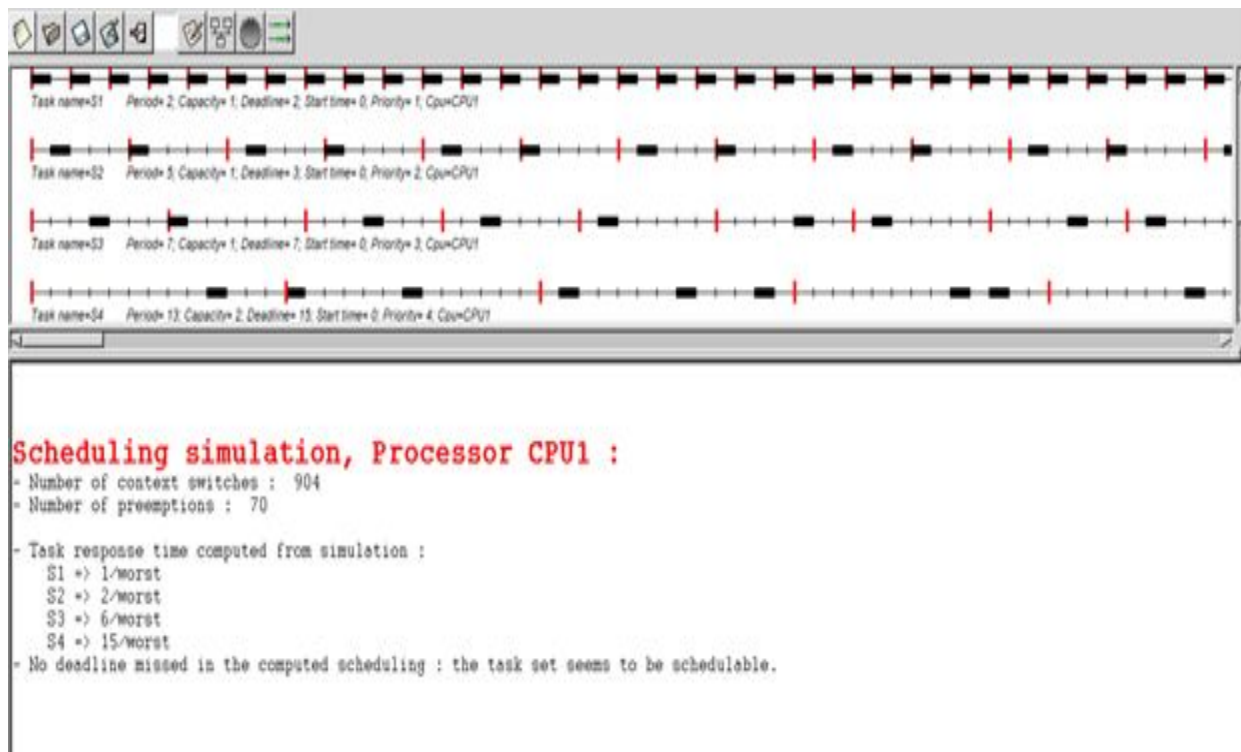 Task name=S1 Period= 2; Capacity= 1; Deadline= 2; Start time= 0; Priority= 1; Cpu=CPU1
Task name=S2 Period= 5; Capacity= 1; Deadline= 3; Start time= 0; Priority= 2; Cpu=CPU1
Task name=S3 Period= 7; Capacity= 1; Deadline= 7; Start time= 0; Priority= 3; Cpu=CPU1
Task name=S4 Period= 13; Capacity= 2; Deadline= 15; Start time= 0; Priority= 4; Cpu=CPU1
Scheduling simulation, Processor CPU1 :
- Number of context switches : 904
- Number of preemptions : 70
- Task response time computed from simulation :
S1 => 1/worst
S2 => 2/worst
S3 => 6/worst
S4 => 15/worst
- No deadline missed in the computed scheduling : the task set seems to be schedulable.